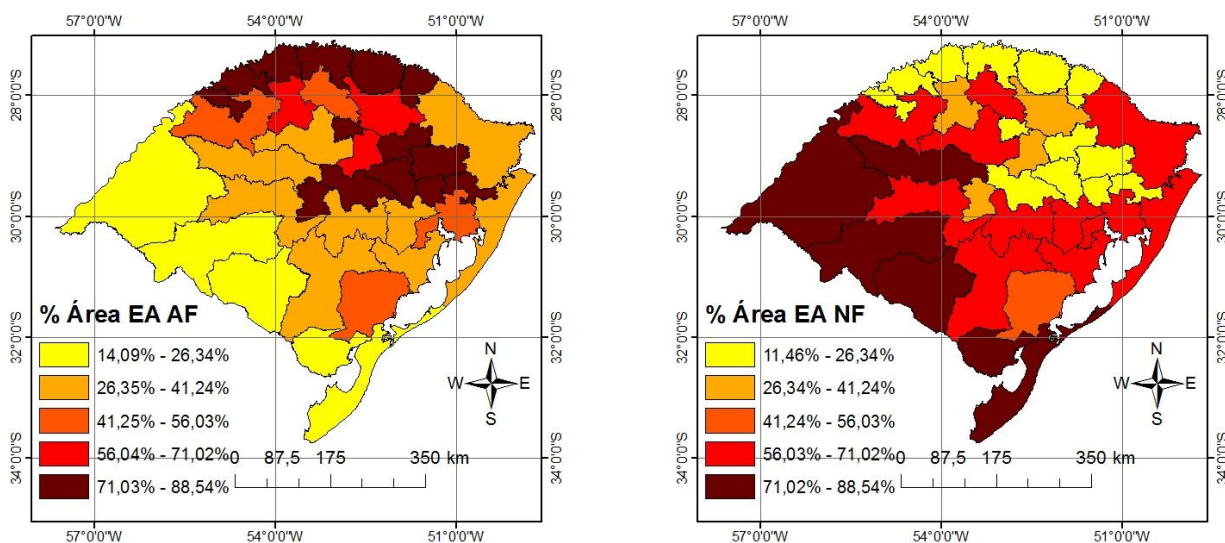 57°0'0"W 54°0'0"W 51°0'0"W
28°0'0"S 28°0'0"S
30°0'0"S 30°0'0"S
32°0'0"S 32°0'0"S
34°0'0"S 34°0'0"S
% Área EA AF
14,09% - 26,34%
26,35% - 41,24%
41,25% - 56,03%
56,04% - 71,02%
71,03% - 88,54%
N
W E
S
0 87,5 175 350 km
57°0'0"W 54°0'0"W 51°0'0"W
57°0'0"W 54°0'0"W 51°0'0"W
28°0'0"S 28°0'0"S
30°0'0"S 30°0'0"S
32°0'0"S 32°0'0"S
34°0'0"S 34°0'0"S
% Área EA NF
11,46% - 26,34%
26,34% - 41,24%
41,24% - 56,03%
56,03% - 71,02%
71,02% - 88,54%
N
W E
S
0 87,5 175 350 km
57°0'0"W 54°0'0"W 51°0'0"W